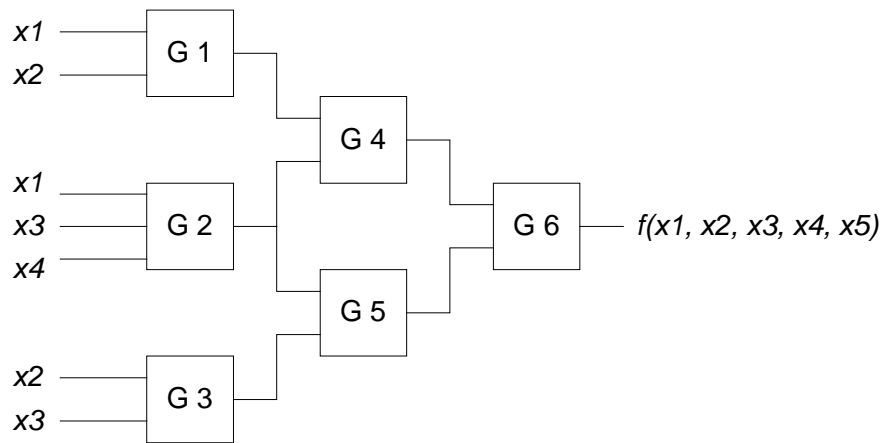 x1
x2
G 1
G 4
x1
x3
x4
G 2
G 6
f(x1, x2, x3, x4, x5)
G 5
x2
x3
G 3